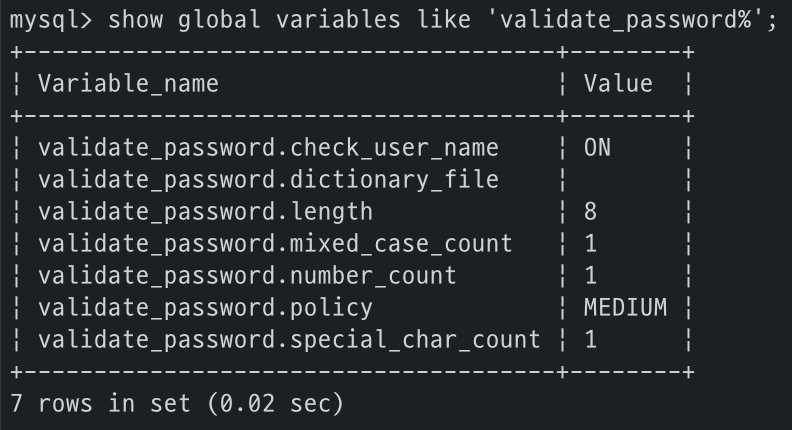 mysql> show global variables like 'validate_password%';
+--------------------------------------+--------+
¦ Variable_name                        ¦ Value  ¦
+--------------------------------------+--------+
¦ validate_password.check_user_name    ¦ ON     ¦
¦ validate_password.dictionary_file    ¦        ¦
¦ validate_password.length             ¦ 8      ¦
¦ validate_password.mixed_case_count   ¦ 1      ¦
¦ validate_password.number_count       ¦ 1      ¦
¦ validate_password.policy             ¦ MEDIUM ¦
¦ validate_password.special_char_count ¦ 1      ¦
+--------------------------------------+--------+
7 rows in set (0.02 sec)